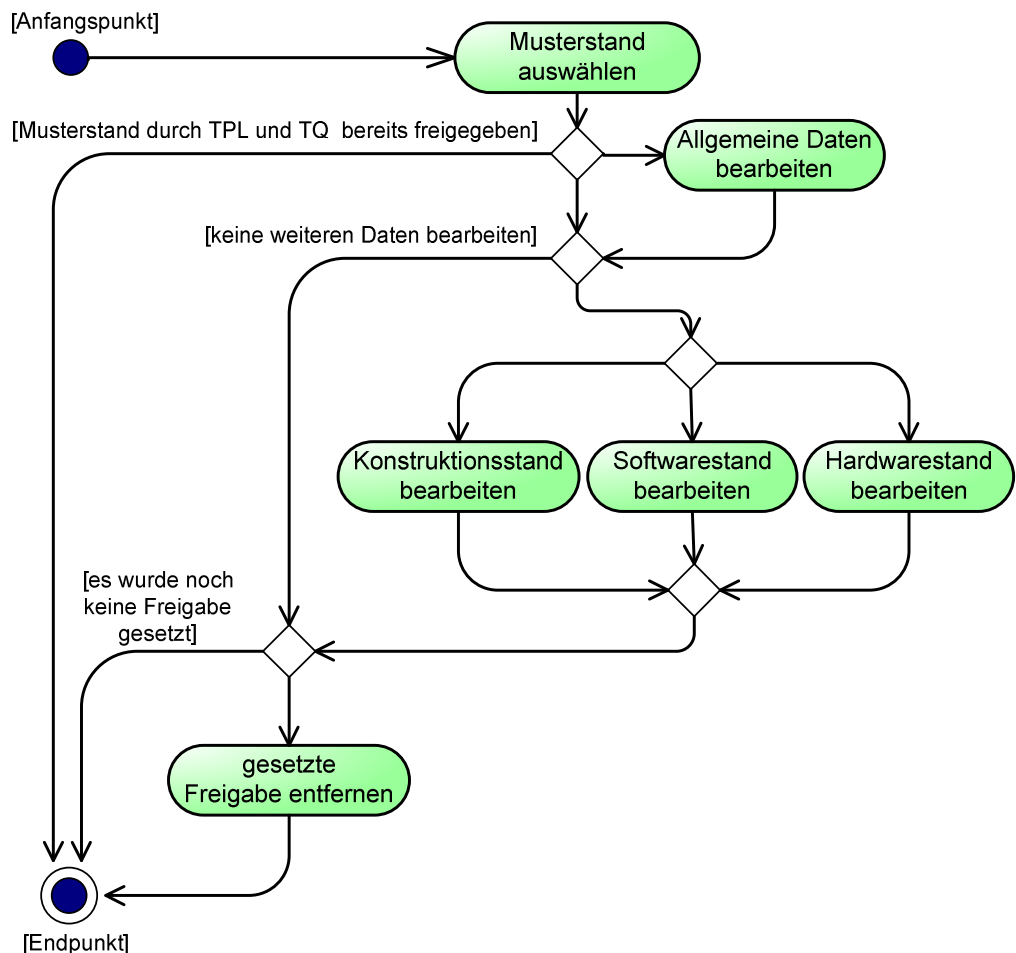 [Anfangspunkt]
Musterstand
auswählen
[Musterstand durch TPL und TQ bereits freigegeben]
Allgemeine Daten
bearbeiten
[keine weiteren Daten bearbeiten]
Konstruktionsstand
bearbeiten
Softwarestand
bearbeiten
Hardwarestand
bearbeiten
[es wurde noch
keine Freigabe
gesetzt]
gesetzte
Freigabe entfernen
[Endpunkt]